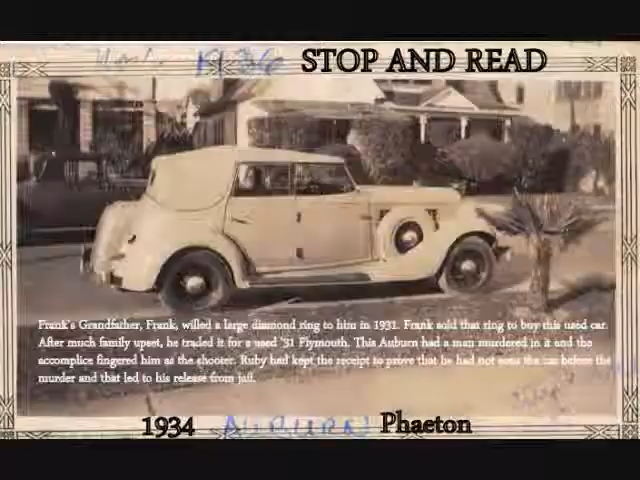 1936 STOP AND READ
Frank's Grandfather, Frank, willed a large diamond ring to him in 1931. Frank sold that ring to buy this used car.
After much family upset, he traded it for a used '31 Plymouth. This Auburn had a man murdered in it and the
accomplice fingered him as the shooter. Ruby had kept the receipt to prove that he had not seen the car before the
murder and that led to his release from jail.
1934 AUBURN Phaeton